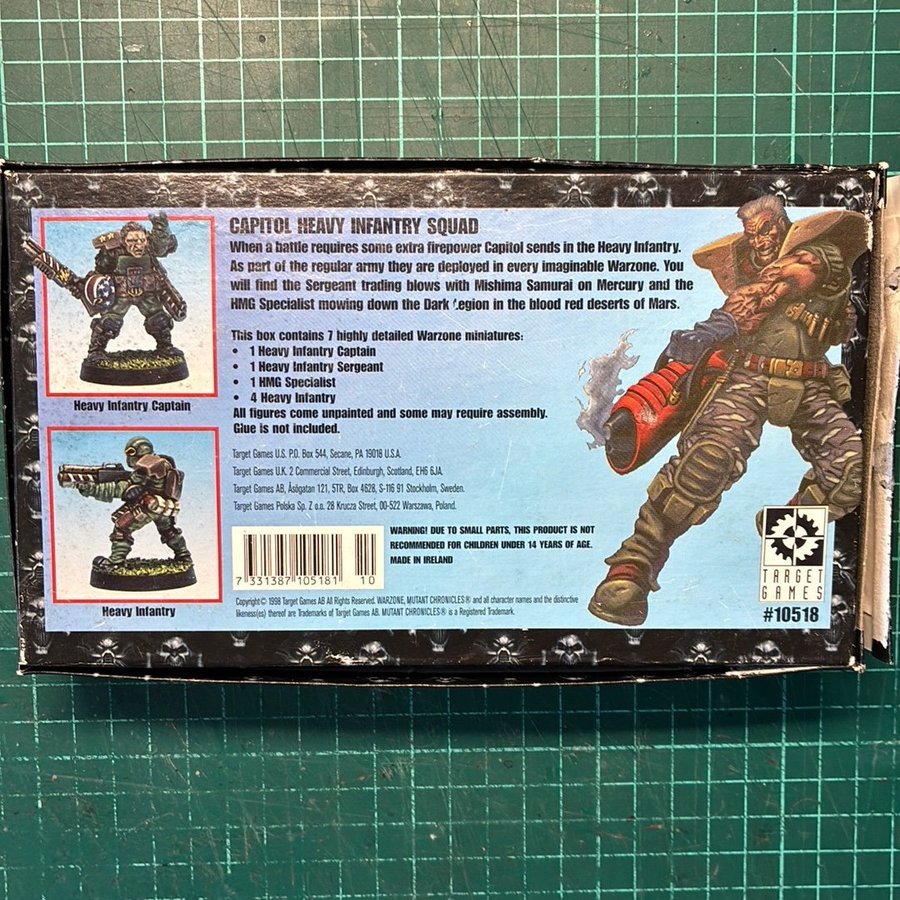 CAPITOL HEAVY INFANTRY SQUAD
When a battle requires some extra firepower Capitol sends in the Heavy Infantry.
As part of the regular army they are deployed in every imaginable Warzone. You
will find the Sergeant trading blows with Mishima Samurai on Mercury and the
HMG Specialist mowing down the Dark Legion in the blood red deserts of Mars.
This box contains 7 highly detailed Warzone miniatures:
• 1 Heavy Infantry Captain
• 1 Heavy Infantry Sergeant
• 1 HMG Specialist
• 4 Heavy Infantry
All figures come unpainted and some may require assembly.
Glue is not included.
Heavy Infantry Captain
Heavy Infantry
Target Games U.S. P.O. Box 544, Secane, PA 19018 U.S.A.
Target Games U.K. 2 Commercial Street, Edinburgh, Scotland, EH6 6JA.
Target Games AB, Åsögatan 121, 5TR, Box 4628, S-116 91 Stockholm, Sweden.
Target Games Polska Sp. Z o.o. 28 Krucza Street, 00-522 Warszawa, Poland.
7 331387 105181 10
WARNING! DUE TO SMALL PARTS, THIS PRODUCT IS NOT
RECOMMENDED FOR CHILDREN UNDER 14 YEARS OF AGE.
MADE IN IRELAND
Copyright© 1998 Target Games AB All Rights Reserved. WARZONE, MUTANT CHRONICLES® and all character names and the distinctive
likeness(es) thereof are Trademarks of Target Games AB. MUTANT CHRONICLES® is a Registered Trademark.
TARGET
GAMES
#10518